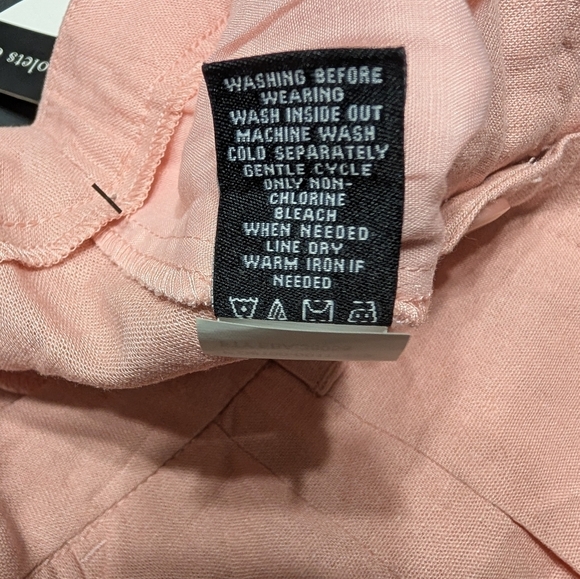 WASHING BEFORE
WEARING
WASH INSIDE OUT
MACHINE WASH
COLD SEPARATELY
GENTLE CYCLE
ONLY NON-
CHLORINE
BLEACH
WHEN NEEDED
LINE DRY
WARM IRON IF
NEEDED